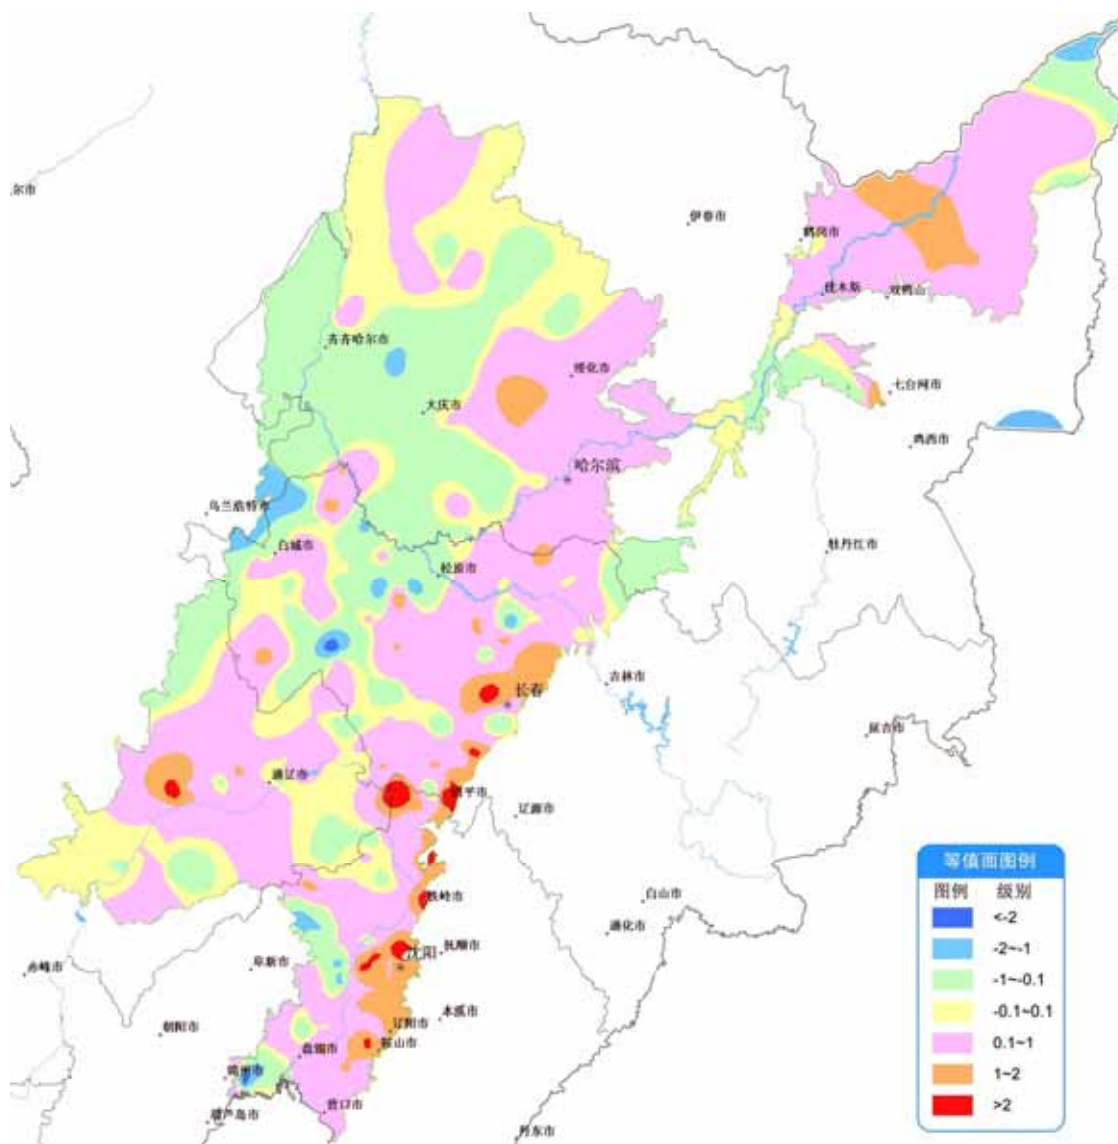 尔市
伊春市
鹤岗市
佳木斯
双鸭山
齐齐哈尔市
绥化市
七台河市
大庆市
鸡西市
哈尔滨
乌兰浩特市
白城市
牡丹江市
松原市
吉林市
长春
延吉市
通辽市
四平市
辽源市
铁岭市
白山市
通化市
抚顺市
沈阳
阜新市
赤峰市
本溪市
朝阳市
辽阳市
鞍山市
盘锦市
锦州市
营口市
葫芦岛市
丹东市
等值面图例
图例 级别
<-2
-2~-1
-1~-0.1
-0.1~0.1
0.1~1
1~2
>2